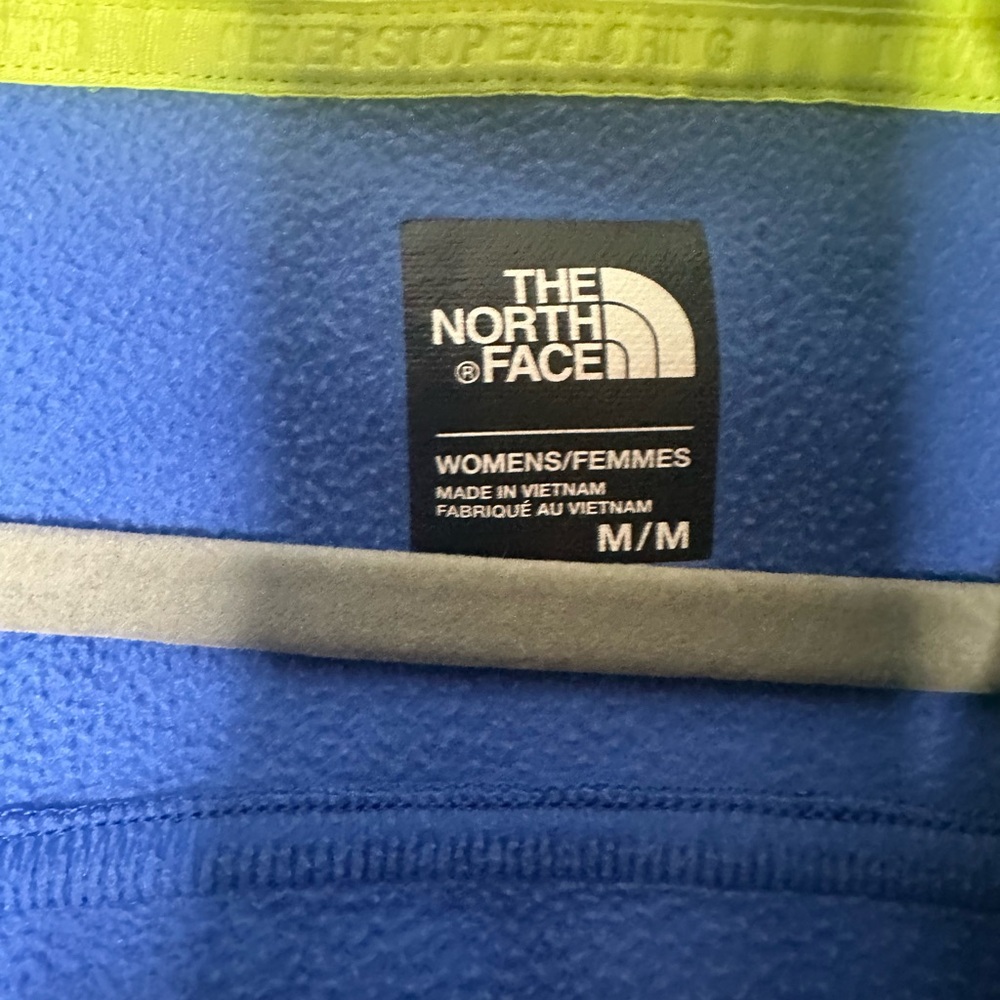 NEVER STOP EXPLORING
THE
NORTH
®FACE
WOMENS/FEMMES
MADE IN VIETNAM
FABRIQUÉ AU VIETNAM
M/M